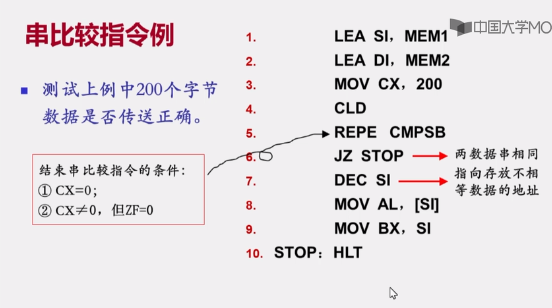 串比较指令例
中国大学MO
测试上例中200个字节
数据是否传送正确。
结束串比较指令的条件：
① CX=0；
② CX≠0，但ZF=0
1. LEA SI，MEM1
2. LEA DI，MEM2
3. MOV CX，200
4. CLD
5. REPE CMPSB
6. JZ STOP
两数据串相同
7. DEC SI
指向存放不相
等数据的地址
8. MOV AL，[SI]
9. MOV BX，SI
10. STOP：HLT